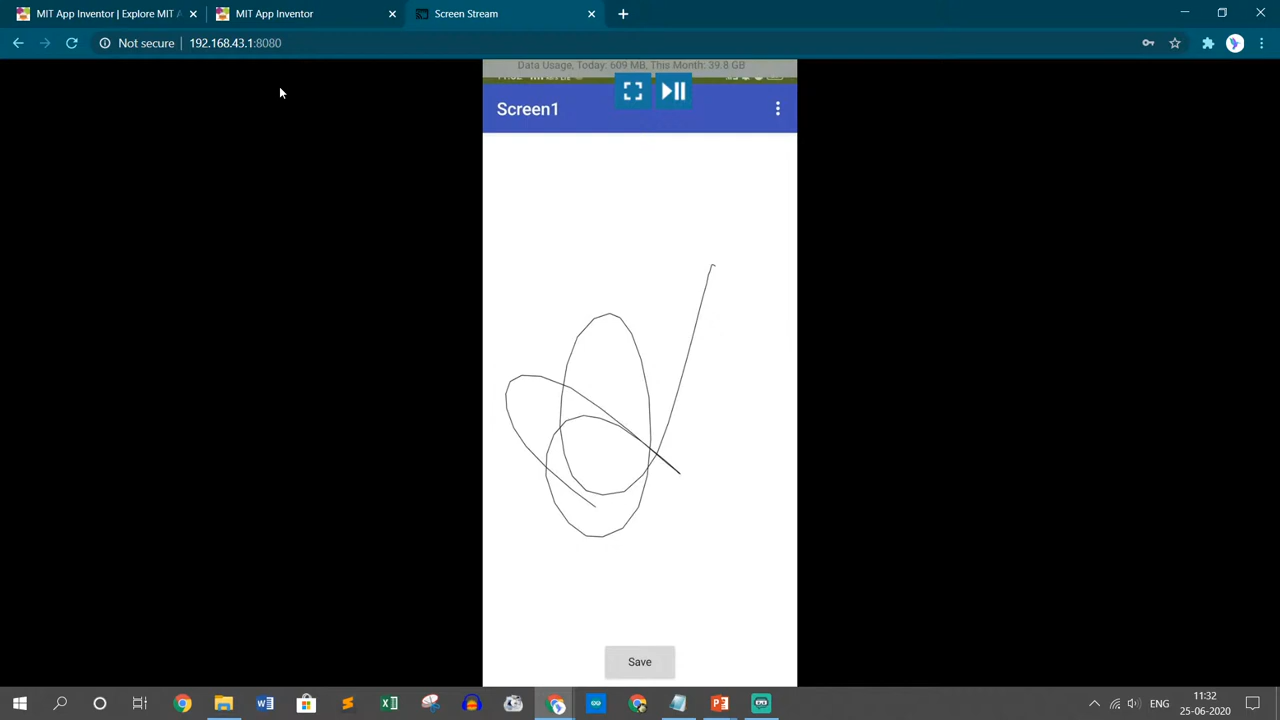 MIT App Inventor | Explore MIT A
MIT App Inventor
Screen Stream
Not secure
192.168.43.1:8080
Data Usage, Today: 609 MB, This Month: 39.8 GB
Screen1
Save
ENG
11:32
25-06-2020